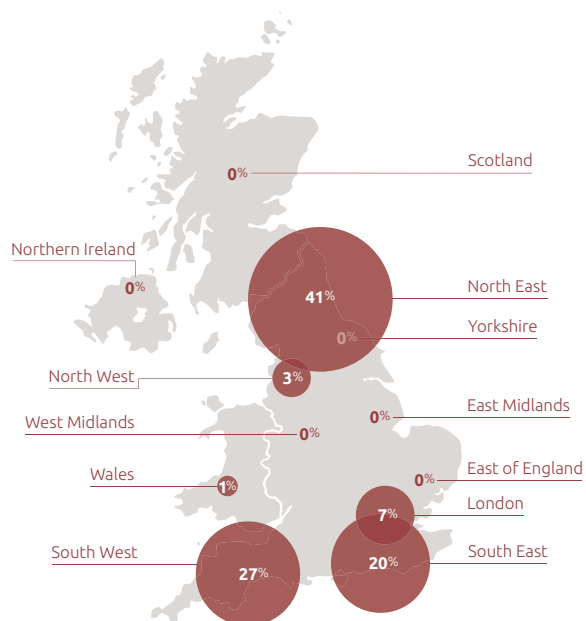 Scotland
0%
Northern Ireland
0%
North East
41%
Yorkshire
0%
North West
3%
East Midlands
0%
West Midlands
0%
East of England
0%
Wales
1%
London
7%
South West
27%
South East
20%